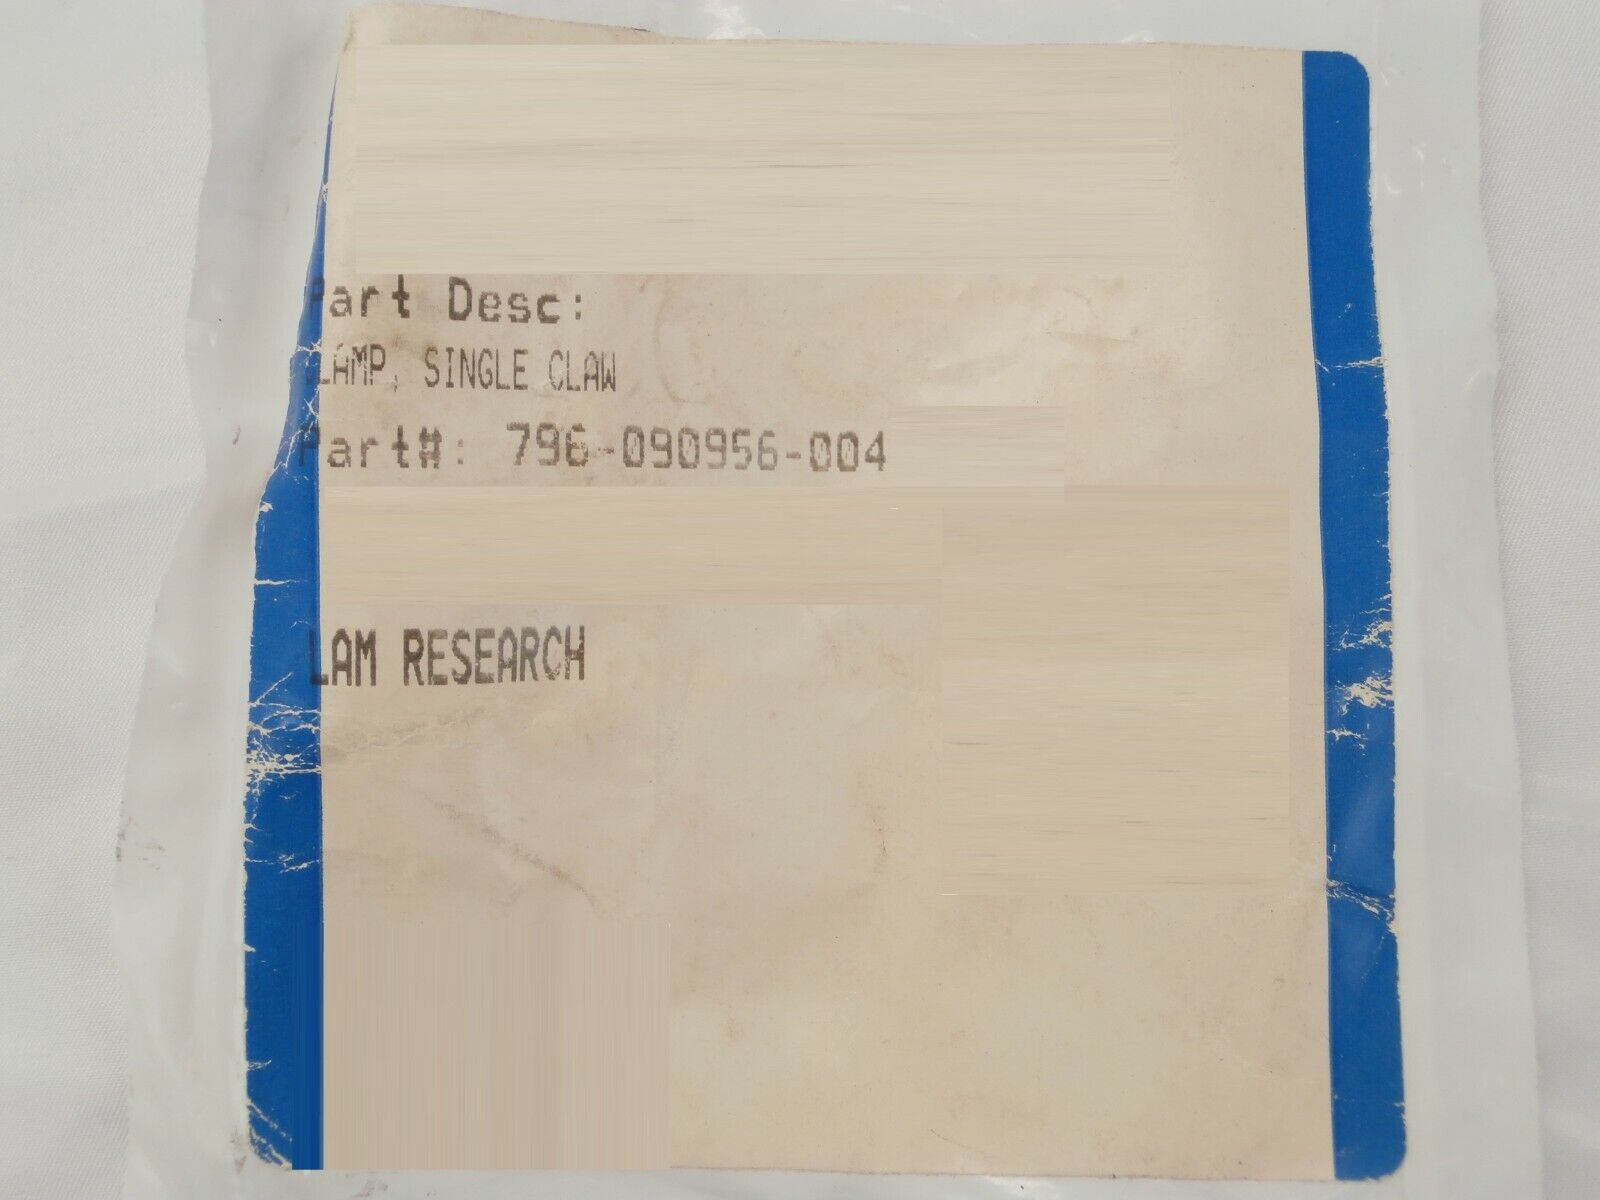 Part Desc:
CLAMP, SINGLE CLAW
Part#: 796-090956-004
LAM RESEARCH